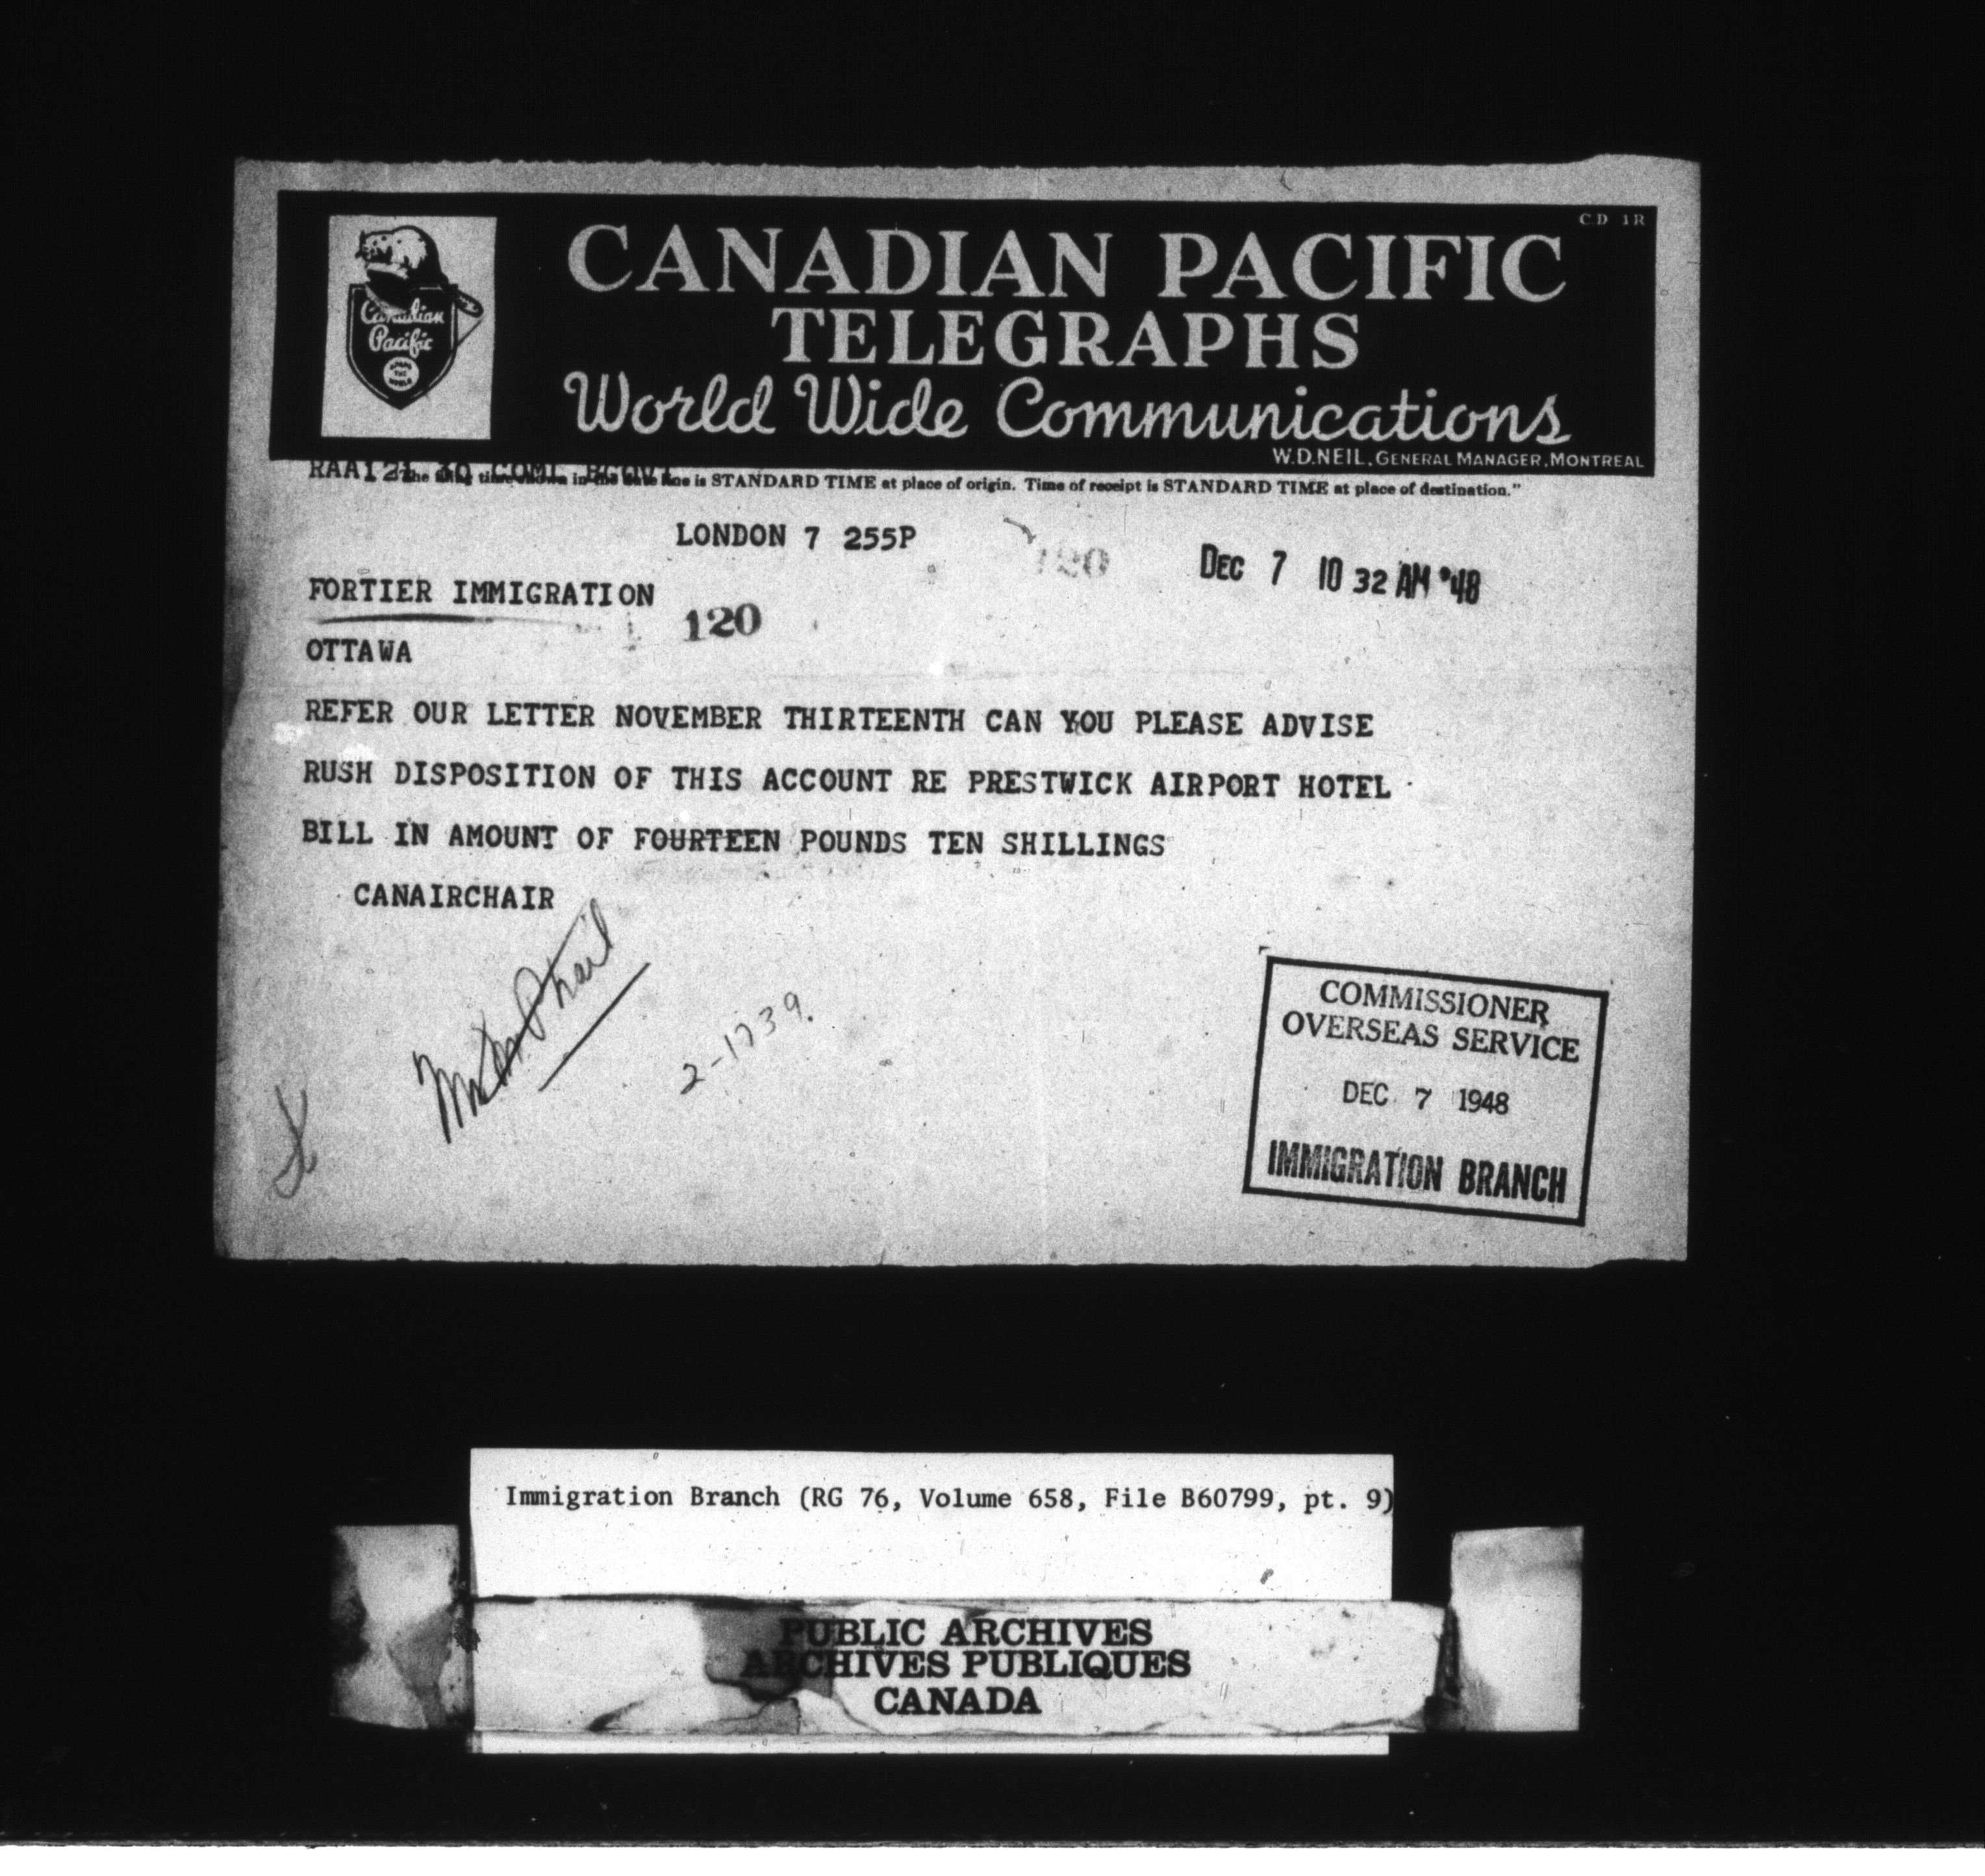 C.D 1R
CANADIAN PACIFIC
TELEGRAPHS
World Wide Communications
Canadian
Pacific
W.D.NEIL, GENERAL MANAGER, MONTREAL
is STANDARD TIME at place of origin. Time of receipt is STANDARD TIME at place of destination."
LONDON 7 255P
120
DEC 7 10 32 AM '48
FORTIER IMMIGRATION
120
OTTAWA
REFER OUR LETTER NOVEMBER THIRTEENTH CAN YOU PLEASE ADVISE
RUSH DISPOSITION OF THIS ACCOUNT RE PRESTWICK AIRPORT HOTEL
BILL IN AMOUNT OF FOURTEEN POUNDS TEN SHILLINGS
CANAIRCHAIR
2-1739.
COMMISSIONER
OVERSEAS SERVICE
DEC. 7 1948
IMMIGRATION BRANCH
Immigration Branch (RG 76, Volume 658, File B60799, pt. 9)
PUBLIC ARCHIVES
ARCHIVES PUBLIQUES
CANADA